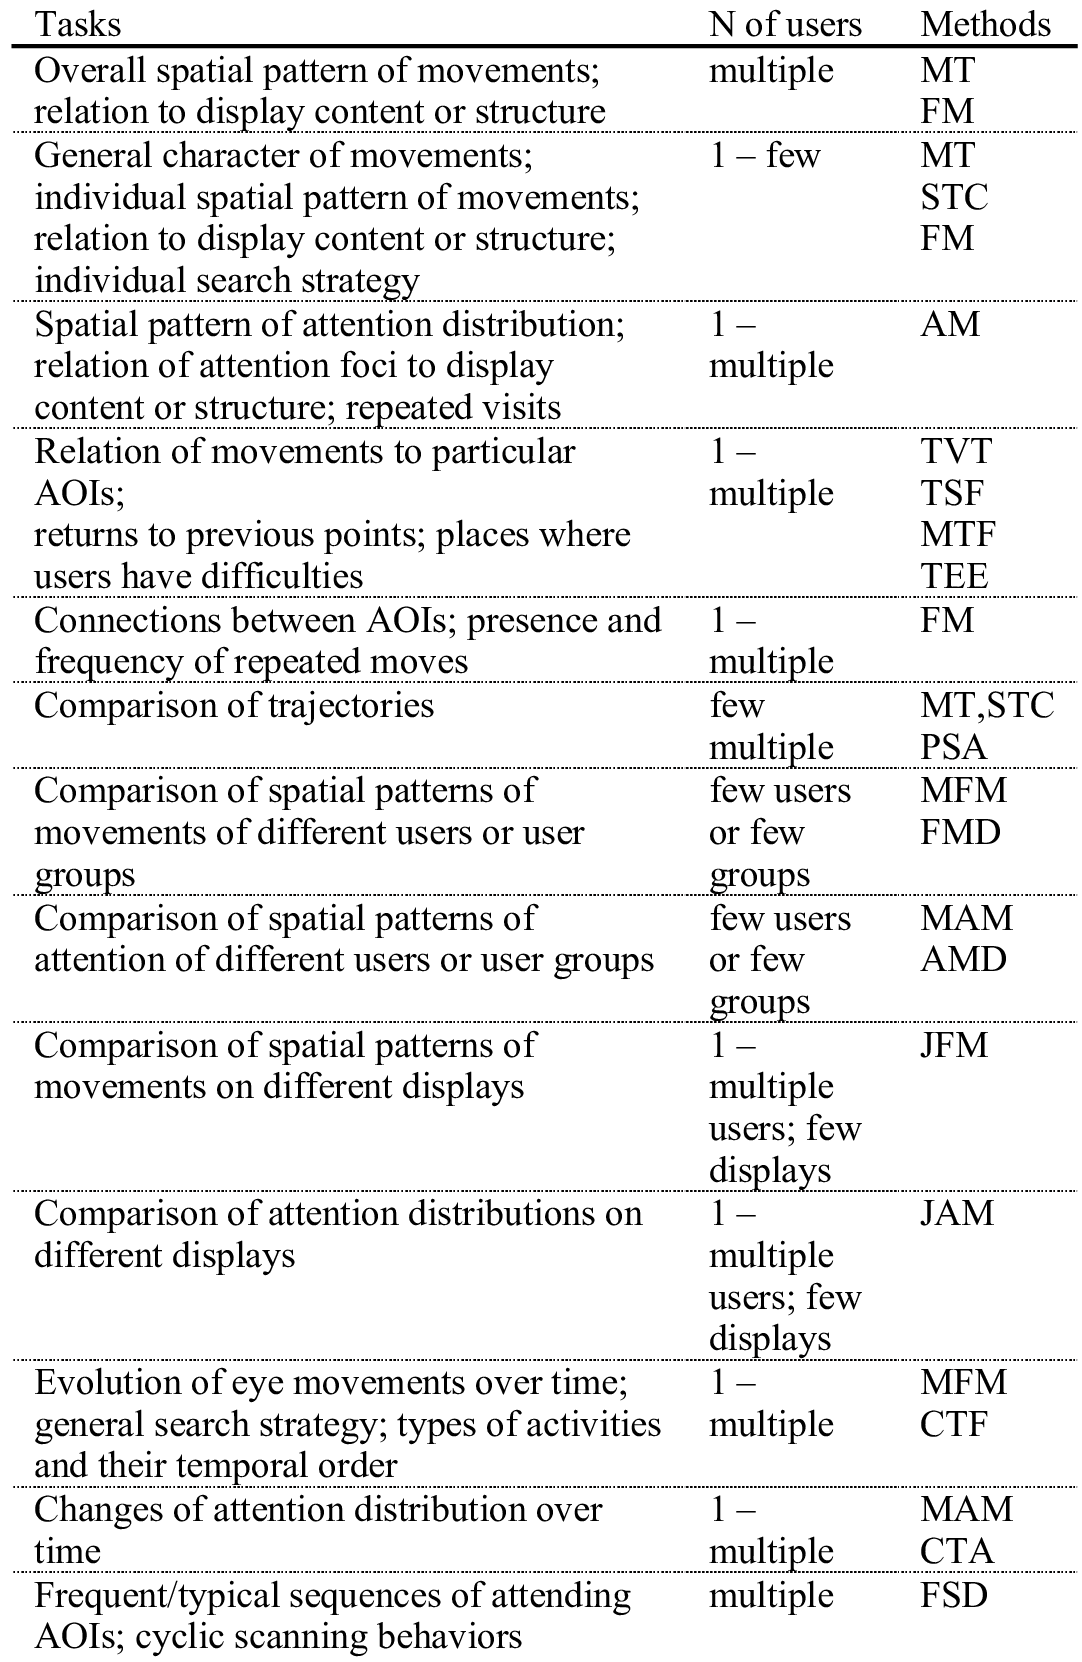 Tasks N of users Methods
Overall spatial pattern of movements; multiple MT
relation to display content or structure FM
General character of movements; 1 – few MT
individual spatial pattern of movements; STC
relation to display content or structure; FM
individual search strategy
Spatial pattern of attention distribution; 1 – AM
relation of attention foci to display multiple
content or structure; repeated visits
Relation of movements to particular 1 – TVT
AOIs; multiple TSF
returns to previous points; places where MTF
users have difficulties TEE
Connections between AOIs; presence and 1 – FM
frequency of repeated moves multiple
Comparison of trajectories few MT,STC
multiple PSA
Comparison of spatial patterns of few users MFM
movements of different users or user or few FMD
groups groups
Comparison of spatial patterns of few users MAM
attention of different users or user groups or few AMD
groups
Comparison of spatial patterns of 1 – JFM
movements on different displays multiple
users; few
displays
Comparison of attention distributions on 1 – JAM
different displays multiple
users; few
displays
Evolution of eye movements over time; 1 – MFM
general search strategy; types of activities multiple CTF
and their temporal order
Changes of attention distribution over 1 – MAM
time multiple CTA
Frequent/typical sequences of attending multiple FSD
AOIs; cyclic scanning behaviors